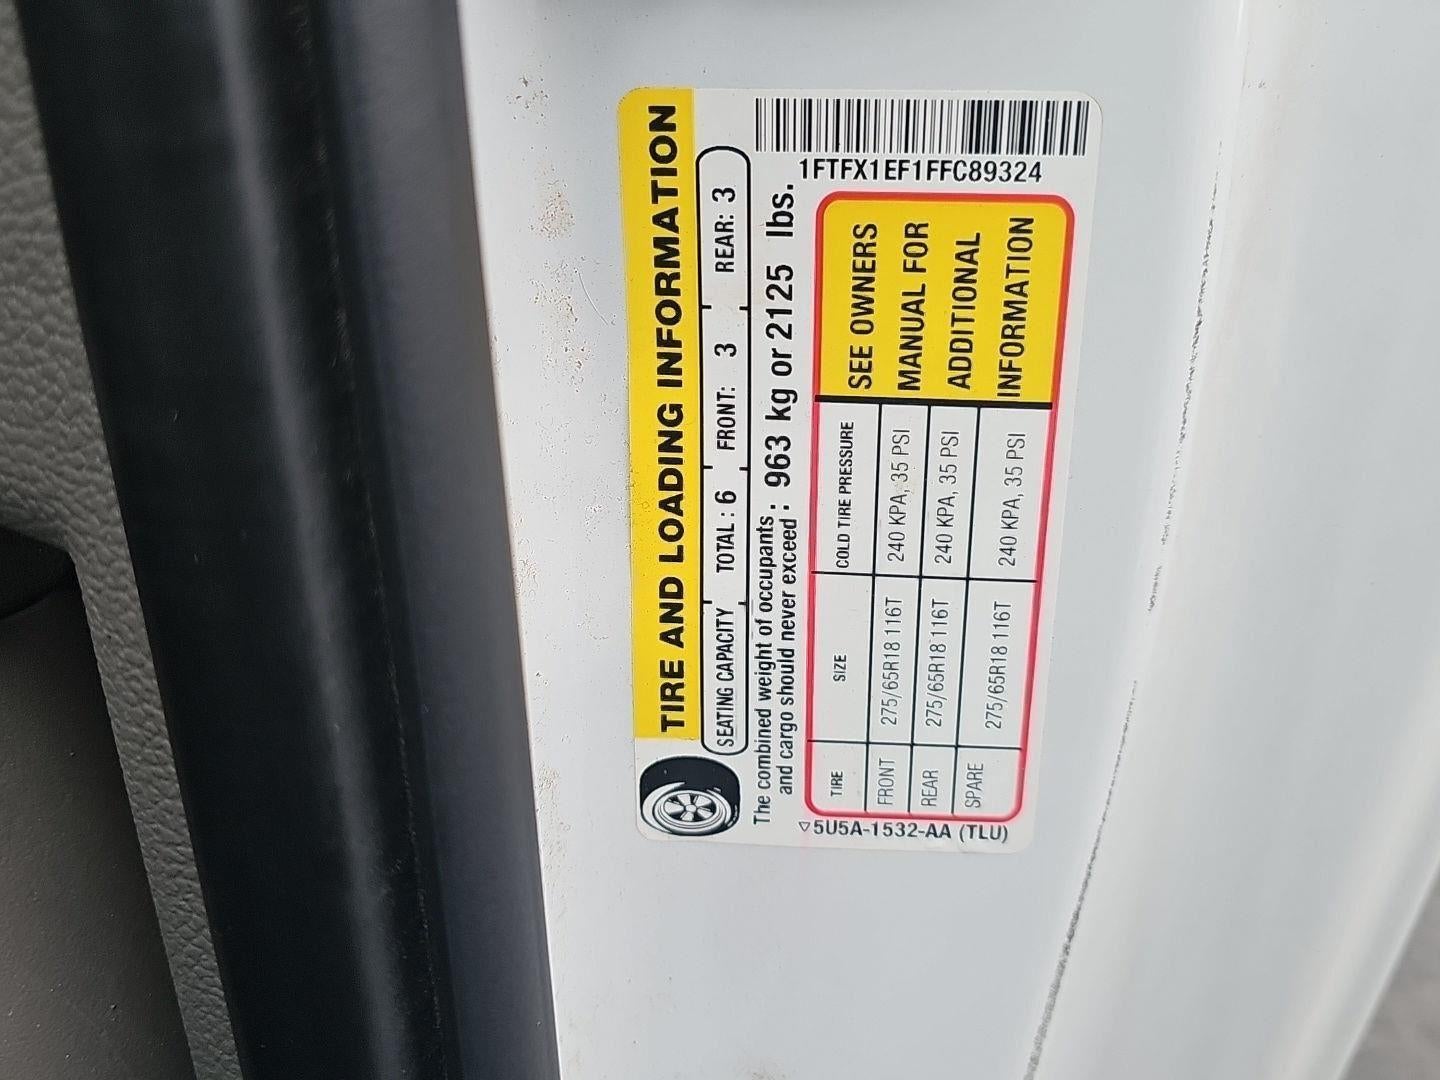 TIRE AND LOADING INFORMATION
SEATING CAPACITY TOTAL : 6 FRONT: 3 REAR: 3
The combined weight of occupants
and cargo should never exceed : 963 kg or 2125 lbs.
TIRE SIZE COLD TIRE PRESSURE
FRONT 275/65R18 116T 240 KPA, 35 PSI
REAR 275/65R18 116T 240 KPA, 35 PSI
SPARE 275/65R18 116T 240 KPA, 35 PSI
SEE OWNERS
MANUAL FOR
ADDITIONAL
INFORMATION
5U5A-1532-AA (TLU)
1FTFX1EF1FFC89324